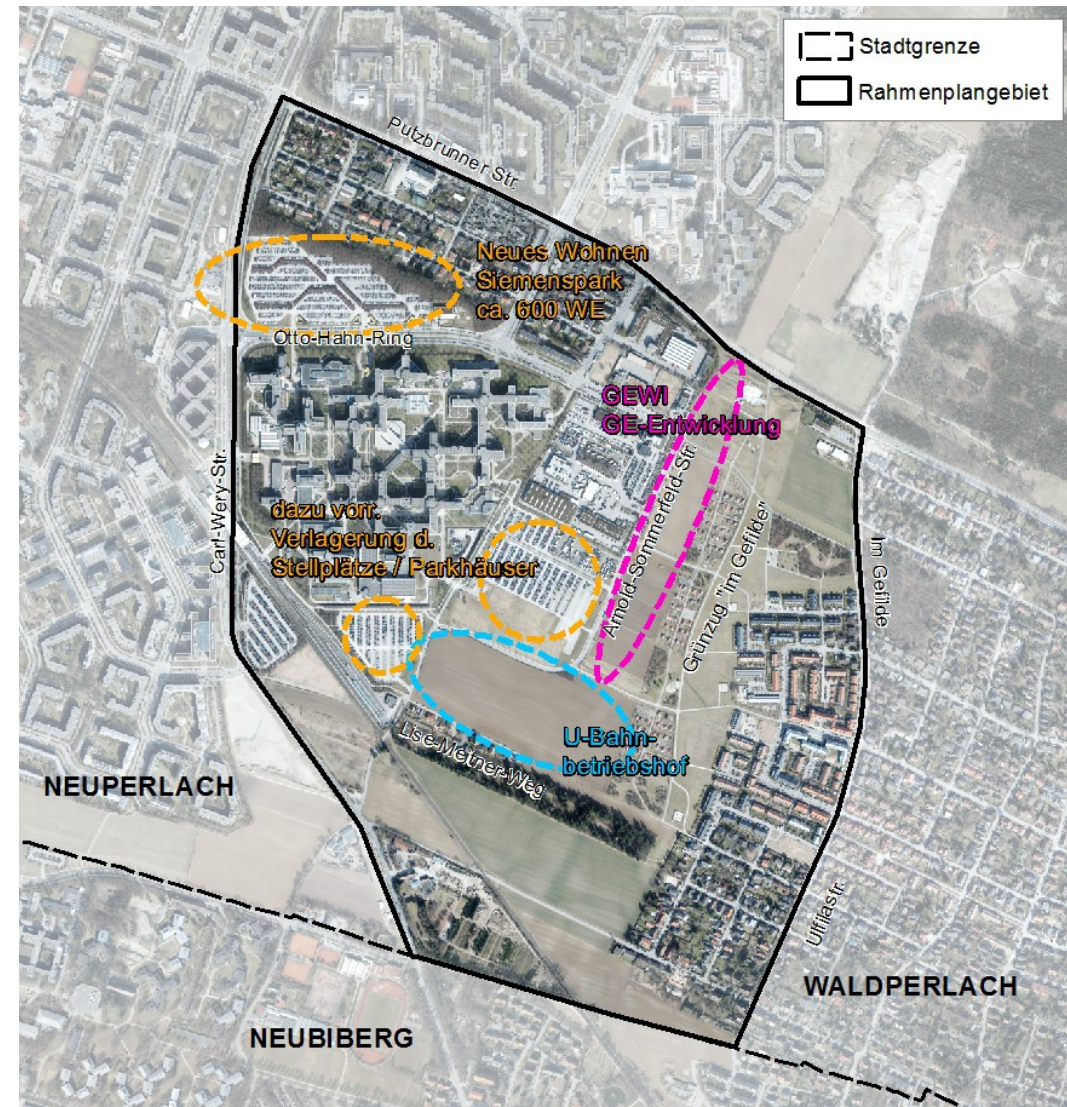 Stadtgrenze
Rahmenplangebiet
Putzbrunner Str.
Neues Wohnen
Siemenspark
ca. 600 WE
Otto-Hahn-Ring
GEWI
GE-Entwicklung
Carl-Wery-Str.
dazu vorr.
Verlagerung d.
Stellplätze / Parkhäuser
Arnold-Sommerfeld-Str.
Grünzug "im Gefilde"
Im Gefilde
U-Bahn-
betriebshof
Lise-Meitner-Weg
NEUPERLACH
Ulfilastr.
WALDPERLACH
NEUBIBERG